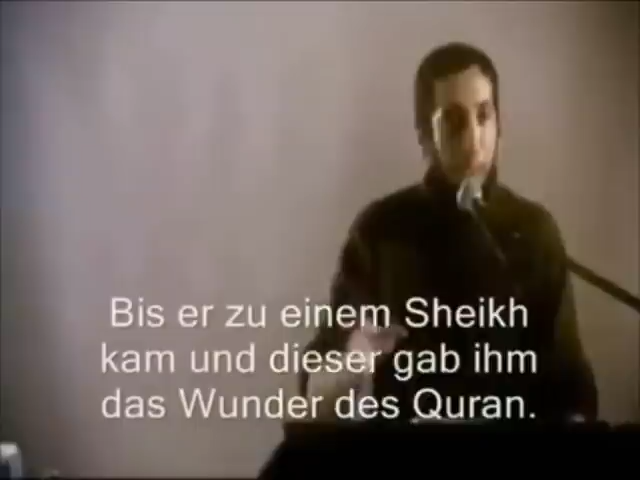 Bis er zu einem Sheikh
kam und dieser gab ihm
das Wunder des Quran.